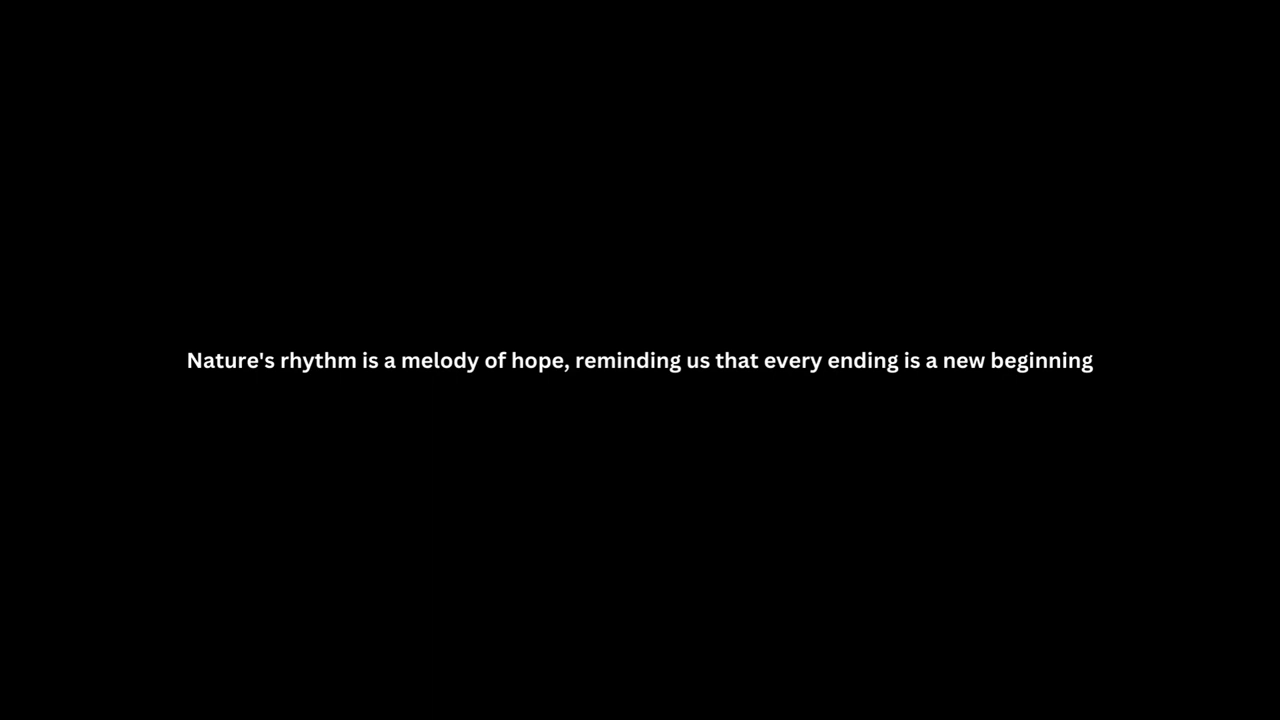 Nature's rhythm is a melody of hope, reminding us that every ending is a new beginning